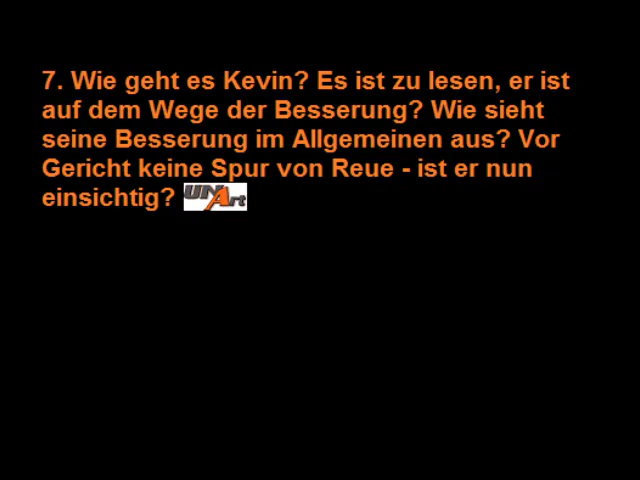 7. Wie geht es Kevin? Es ist zu lesen, er ist
auf dem Wege der Besserung? Wie sieht
seine Besserung im Allgemeinen aus? Vor
Gericht keine Spur von Reue - ist er nun
einsichtig? UNArt